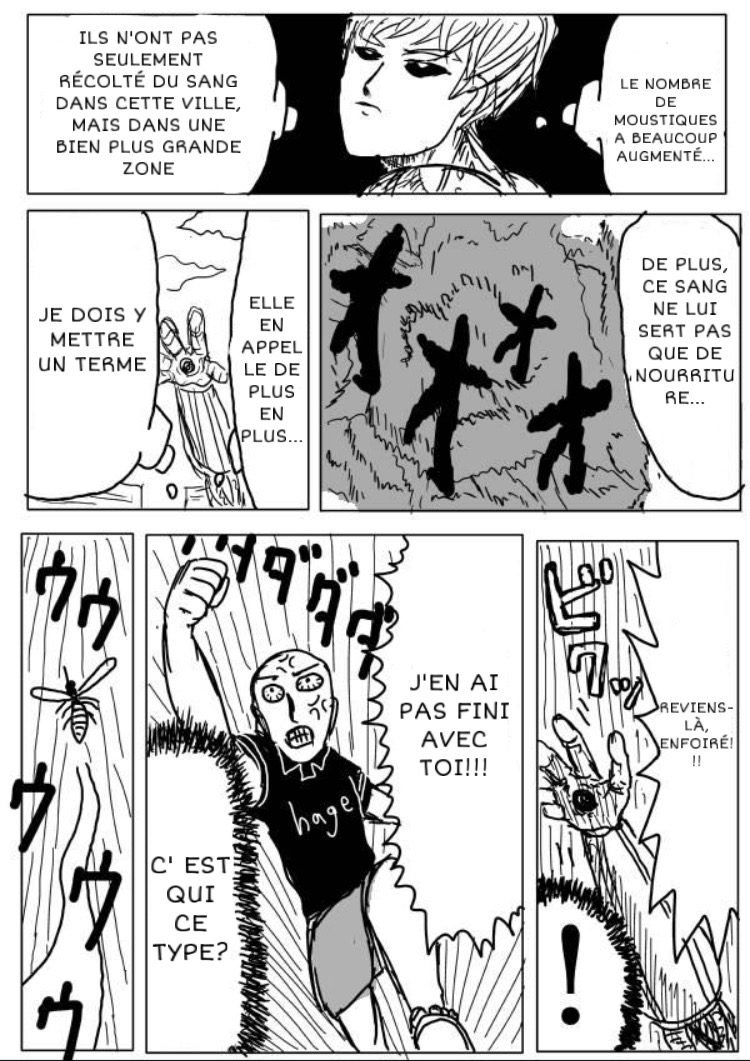 LE NOMBRE
DE
MOUSTIQUES
A BEAUCOUP
AUGMENTÉ...
ILS N'ONT PAS
SEULEMENT
RÉCOLTÉ DU SANG
DANS CETTE VILLE,
MAIS DANS UNE
BIEN PLUS GRANDE
ZONE
DE PLUS,
CE SANG
NE LUI
SERT PAS
QUE DE
NOURRITU
RE...
オオオオ
ELLE
EN
APPEL
LE DE
PLUS
EN
PLUS...
JE DOIS Y
METTRE
UN TERME
REVIENS-
LÀ,
ENFOIRÉ!
!!
!
J'EN AI
PAS FINI
AVEC
TOI!!!
ダダダ
hage
C' EST
QUI
CE
TYPE?
ウウウウウ